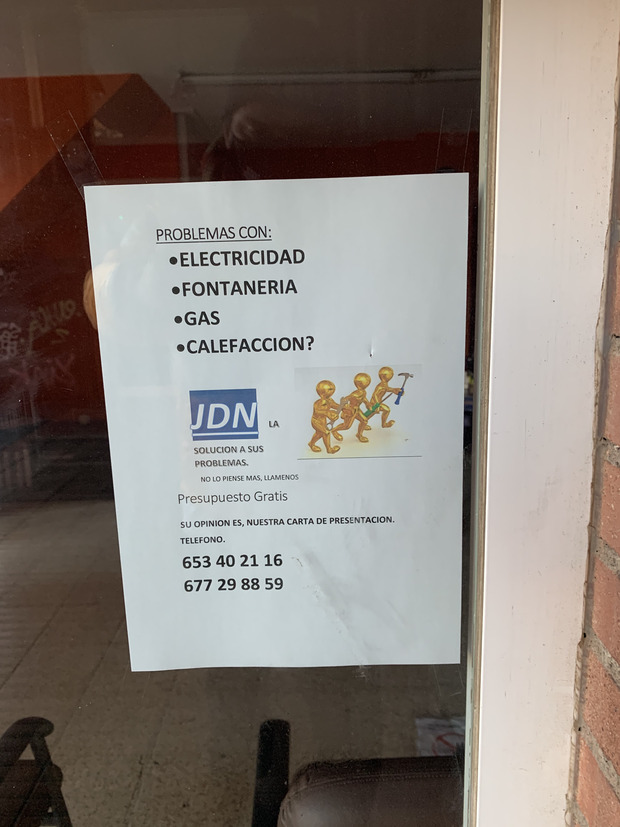 PROBLEMAS CON:
•ELECTRICIDAD
•FONTANERIA
•GAS
•CALEFACCION?
JDN LA
SOLUCION A SUS
PROBLEMAS.
NO LO PIENSE MAS, LLAMENOS
Presupuesto Gratis
SU OPINION ES, NUESTRA CARTA DE PRESENTACION.
TELEFONO.
653 40 21 16
677 29 88 59